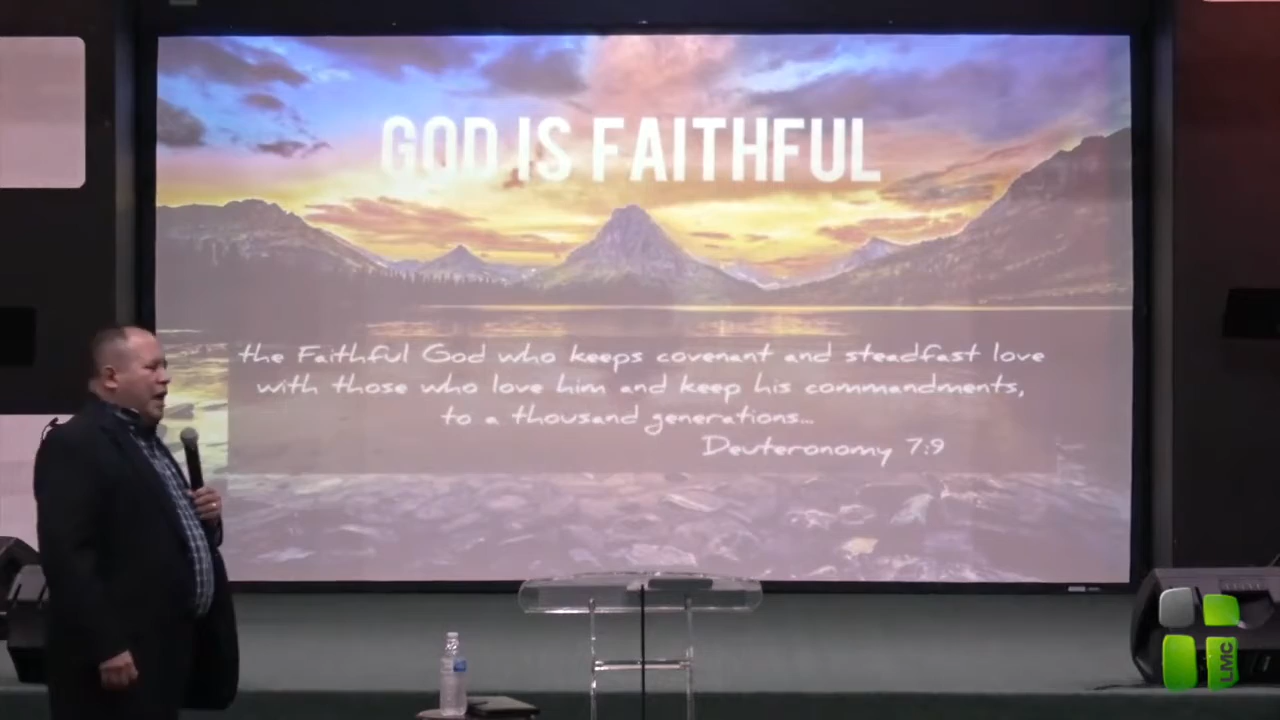 GOD IS FAITHFUL
the Faithful God who keeps covenant and steadfast love
with those who love him and keep his commandments,
to a thousand generations...
Deuteronomy 7:9
LMC